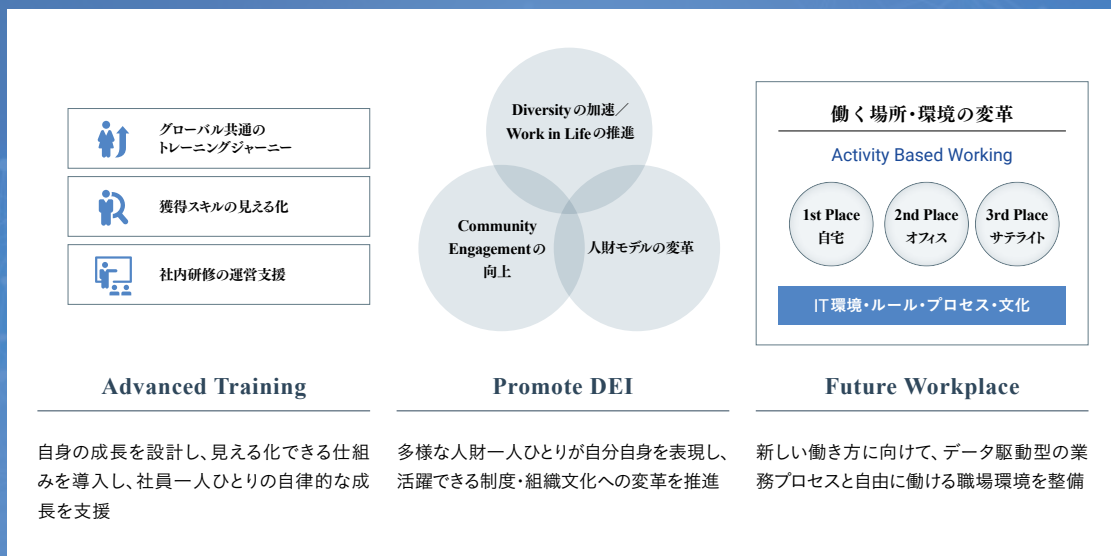 グローバル共通の
トレーニングジャーニー
獲得スキルの見える化
社内研修の運営支援
Advanced Training
自身の成長を設計し、見える化できる仕組
みを導入し、社員一人ひとりの自律的な成
長を支援
Diversityの加速／
Work in Lifeの推進
Community
Engagementの
向上
人財モデルの変革
Promote DEI
多様な人財一人ひとりが自分自身を表現し、
活躍できる制度・組織文化への変革を推進
働く場所・環境の変革
Activity Based Working
1st Place
自宅
2nd Place
オフィス
3rd Place
サテライト
IT環境・ルール・プロセス・文化
Future Workplace
新しい働き方に向けて、データ駆動型の業
務プロセスと自由に働ける職場環境を整備